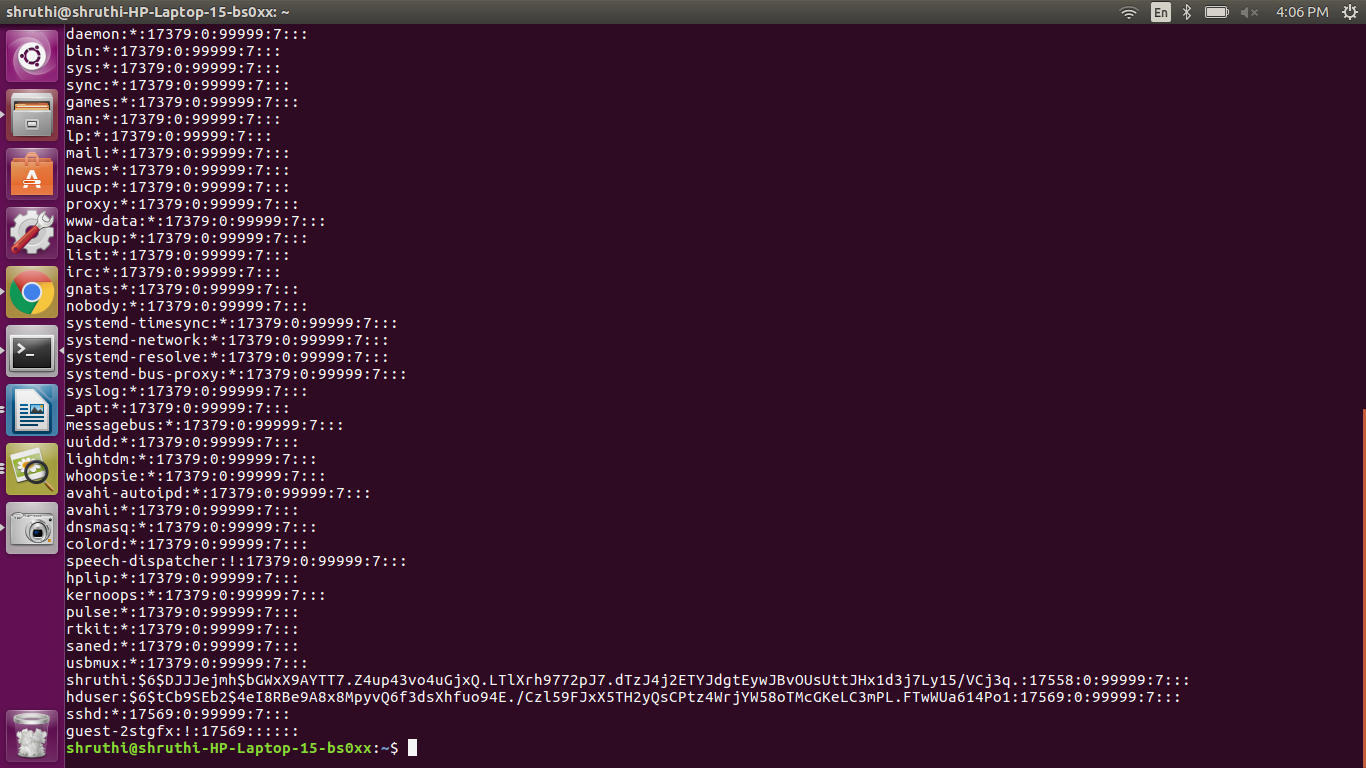 shruthi@shruthi-HP-Laptop-15-bs0xx: ~
En
4:06 PM
daemon:*:17379:0:99999:7:::
bin:*:17379:0:99999:7:::
sys:*:17379:0:99999:7:::
sync:*:17379:0:99999:7:::
games:*:17379:0:99999:7:::
man:*:17379:0:99999:7:::
lp:*:17379:0:99999:7:::
mail:*:17379:0:99999:7:::
news:*:17379:0:99999:7:::
uucp:*:17379:0:99999:7:::
proxy:*:17379:0:99999:7:::
www-data:*:17379:0:99999:7:::
backup:*:17379:0:99999:7:::
list:*:17379:0:99999:7:::
irc:*:17379:0:99999:7:::
gnats:*:17379:0:99999:7:::
nobody:*:17379:0:99999:7:::
systemd-timesync:*:17379:0:99999:7:::
systemd-network:*:17379:0:99999:7:::
systemd-resolve:*:17379:0:99999:7:::
systemd-bus-proxy:*:17379:0:99999:7:::
syslog:*:17379:0:99999:7:::
_apt:*:17379:0:99999:7:::
messagebus:*:17379:0:99999:7:::
uuidd:*:17379:0:99999:7:::
lightdm:*:17379:0:99999:7:::
whoopsie:*:17379:0:99999:7:::
avahi-autoipd:*:17379:0:99999:7:::
avahi:*:17379:0:99999:7:::
dnsmasq:*:17379:0:99999:7:::
colord:*:17379:0:99999:7:::
speech-dispatcher:!:17379:0:99999:7:::
hplip:*:17379:0:99999:7:::
kernoops:*:17379:0:99999:7:::
pulse:*:17379:0:99999:7:::
rtkit:*:17379:0:99999:7:::
saned:*:17379:0:99999:7:::
usbmux:*:17379:0:99999:7:::
shruthi:$6$DJJJejmh$bGWxX9AYTT7.Z4up43vo4uGjxQ.LTlXrh9772pJ7.dTzJ4j2ETYJdgtEywJBvOUsUttJHx1d3j7Ly15/VCj3q.:17558:0:99999:7:::
hduser:$6$tCb9SEb2$4eI8RBe9A8x8MpyvQ6f3dsXhfuo94E./Czl59FJxX5TH2yQsCPtz4WrjYW58oTMcGKeLC3mPL.FTwWUa614Po1:17569:0:99999:7:::
sshd:*:17569:0:99999:7:::
guest-2stgfx:!:17569::::::
shruthi@shruthi-HP-Laptop-15-bs0xx:~$